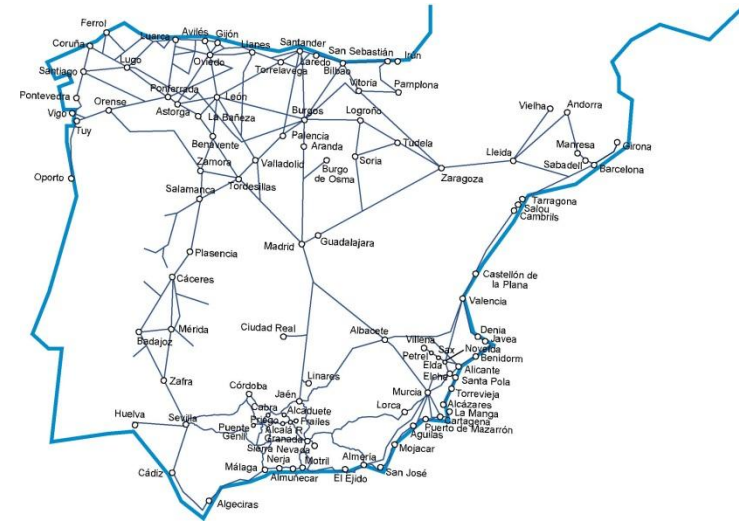 Ferrol
Luarca
Avilés
Gijón
Coruña
Llanes
Santander
San Sebastián
Irún
Oviedo
Laredo
Bilbao
Lugo
Santiago
Torrelavega
Vitoría
Pamplona
Pontevedra
Ponferrada
León
Orense
Burgos
Logroño
Vielha
Andorra
Vigo
Astorga
La Bañeza
Tuy
Palencia
Benavente
Aranda
Tudela
Manresa
Girona
Lleida
Zamora
Valladolid
Burgo
de Osma
Soria
Sabadell
Barcelona
Oporto
Tordesillas
Zaragoza
Salamanca
Tarragona
Salou
Cambrils
Madrid
Guadalajara
Plasencia
Castellón de
la Plana
Cáceres
Valencia
Ciudad Real
Albacete
Mérida
Badajoz
Villena
Denia
Javea
Sax
Novelda
Petrel
Benidorm
Elda
Alicante
Elche
Santa Pola
Zafra
Linares
Córdoba
Jaén
Murcia
Torrevieja
Cabra
Alcaduete
Lorca
Alcázares
La Manga
Huelva
Sevilla
Puente
Genil
Priego
Frailes
Alcalá R.
Cartagena
Puerto de Mazarrón
Granada
Aguilas
Sierra Nevada
Mojacar
Nerja
Motril
Almería
Cádiz
Málaga
Almuñecar
El Ejido
San José
Algeciras